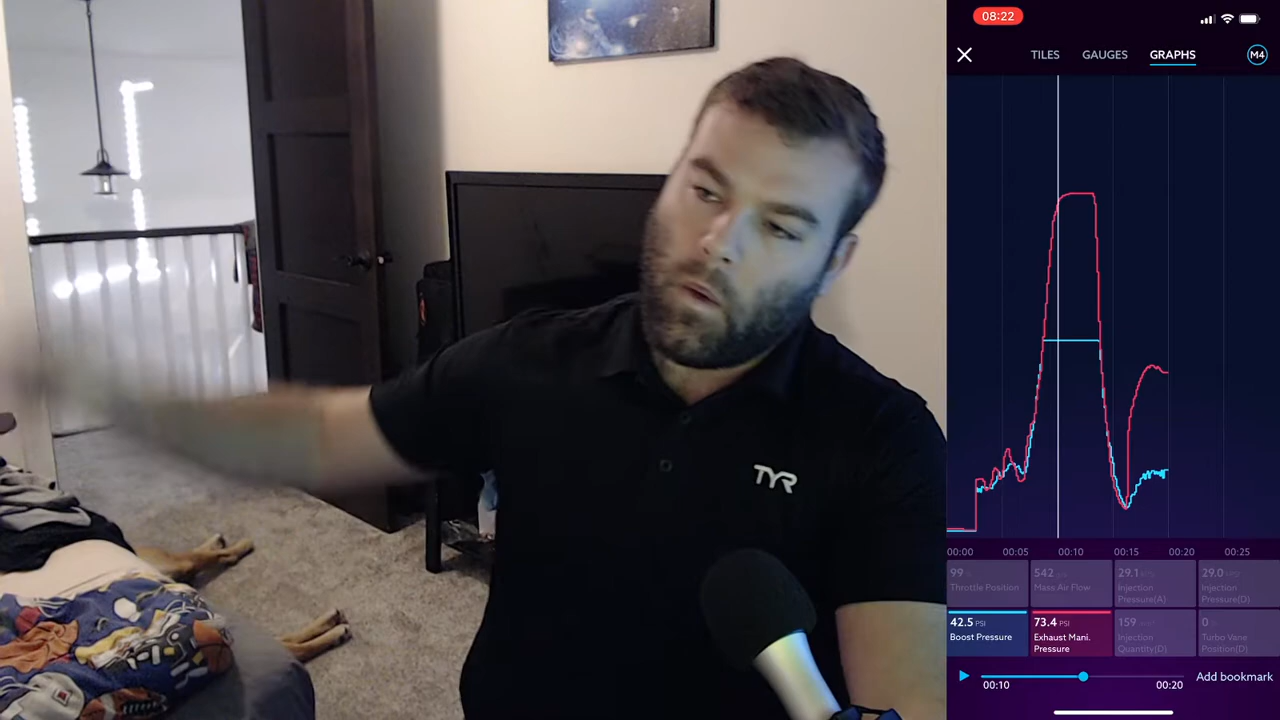 08:22
TILES GAUGES GRAPHS M4
00:00 00:05 00:10 00:15 00:20 00:25
99 542 29.1 29.0
Throttle Position Mass Air Flow Injection Pressure(A) Injection Pressure(D)
42.5 PSI 73.4 PSI 159 0
Boost Pressure Exhaust Mani. Pressure Injection Quantity(D) Turbo Vane Position(D)
Add bookmark
00:10 00:20
TYR